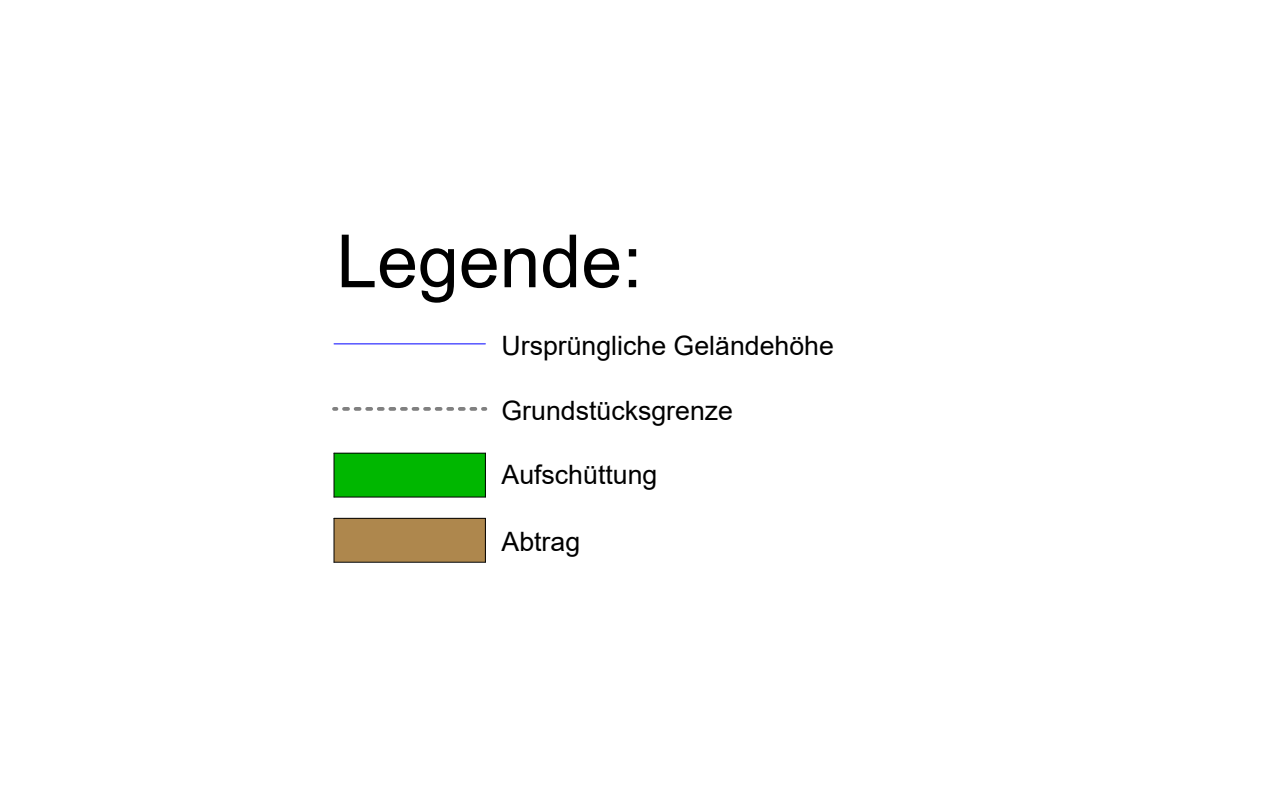 Legende:
Ursprüngliche Geländehöhe
Grundstücksgrenze
Aufschüttung
Abtrag